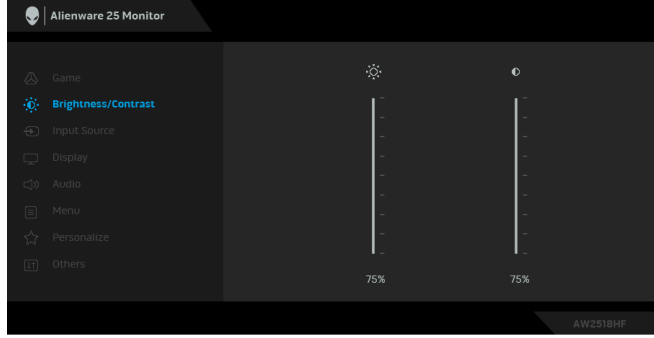 Alienware 25 Monitor
Game
Brightness/Contrast
Input Source
Display
Audio
Menu
Personalize
Others
75%
75%
AW2518HF